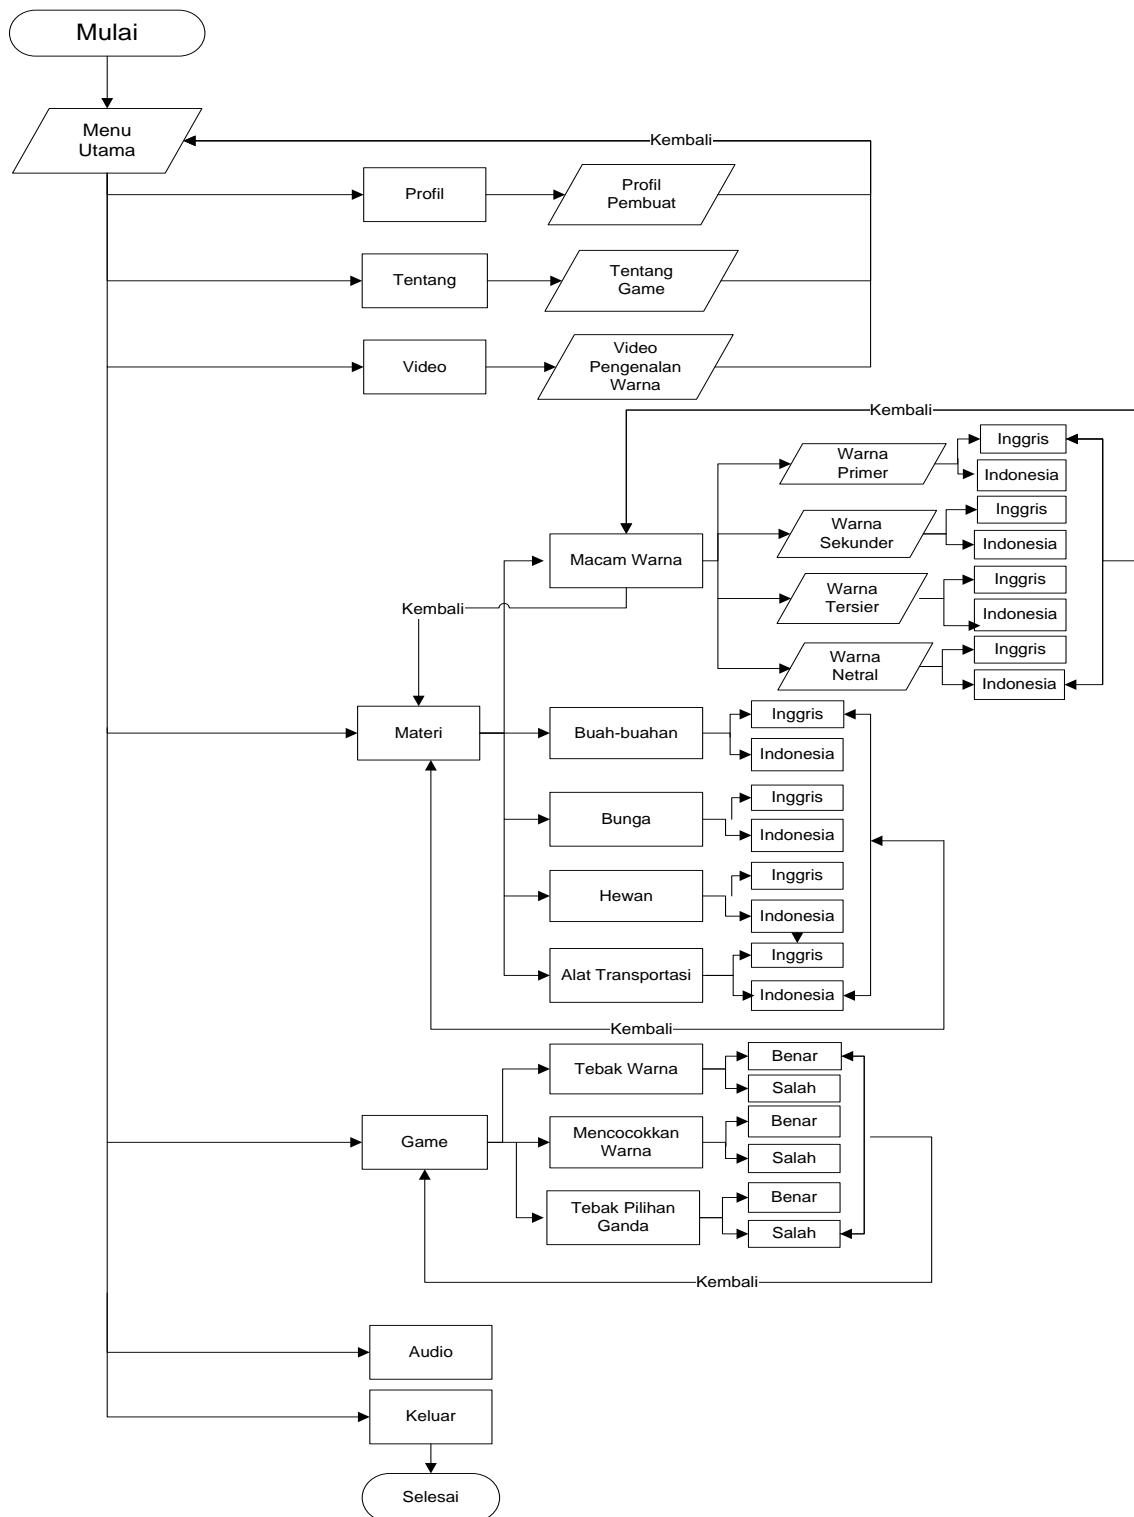 Mulai
Menu
Utama
Kembali
Profil
Profil
Pembuat
Tentang
Tentang
Game
Video
Video
Pengenalan
Warna
Kembali
Warna
Primer
Inggris
Indonesia
Warna
Sekunder
Inggris
Indonesia
Macam Warna
Warna
Tersier
Inggris
Indonesia
Kembali
Warna
Netral
Inggris
Indonesia
Materi
Buah-buahan
Inggris
Indonesia
Bunga
Inggris
Indonesia
Hewan
Inggris
Indonesia
Alat Transportasi
Inggris
Indonesia
Kembali
Tebak Warna
Benar
Salah
Game
Mencocokkan
Warna
Benar
Salah
Tebak Pilihan
Ganda
Benar
Salah
Kembali
Audio
Keluar
Selesai